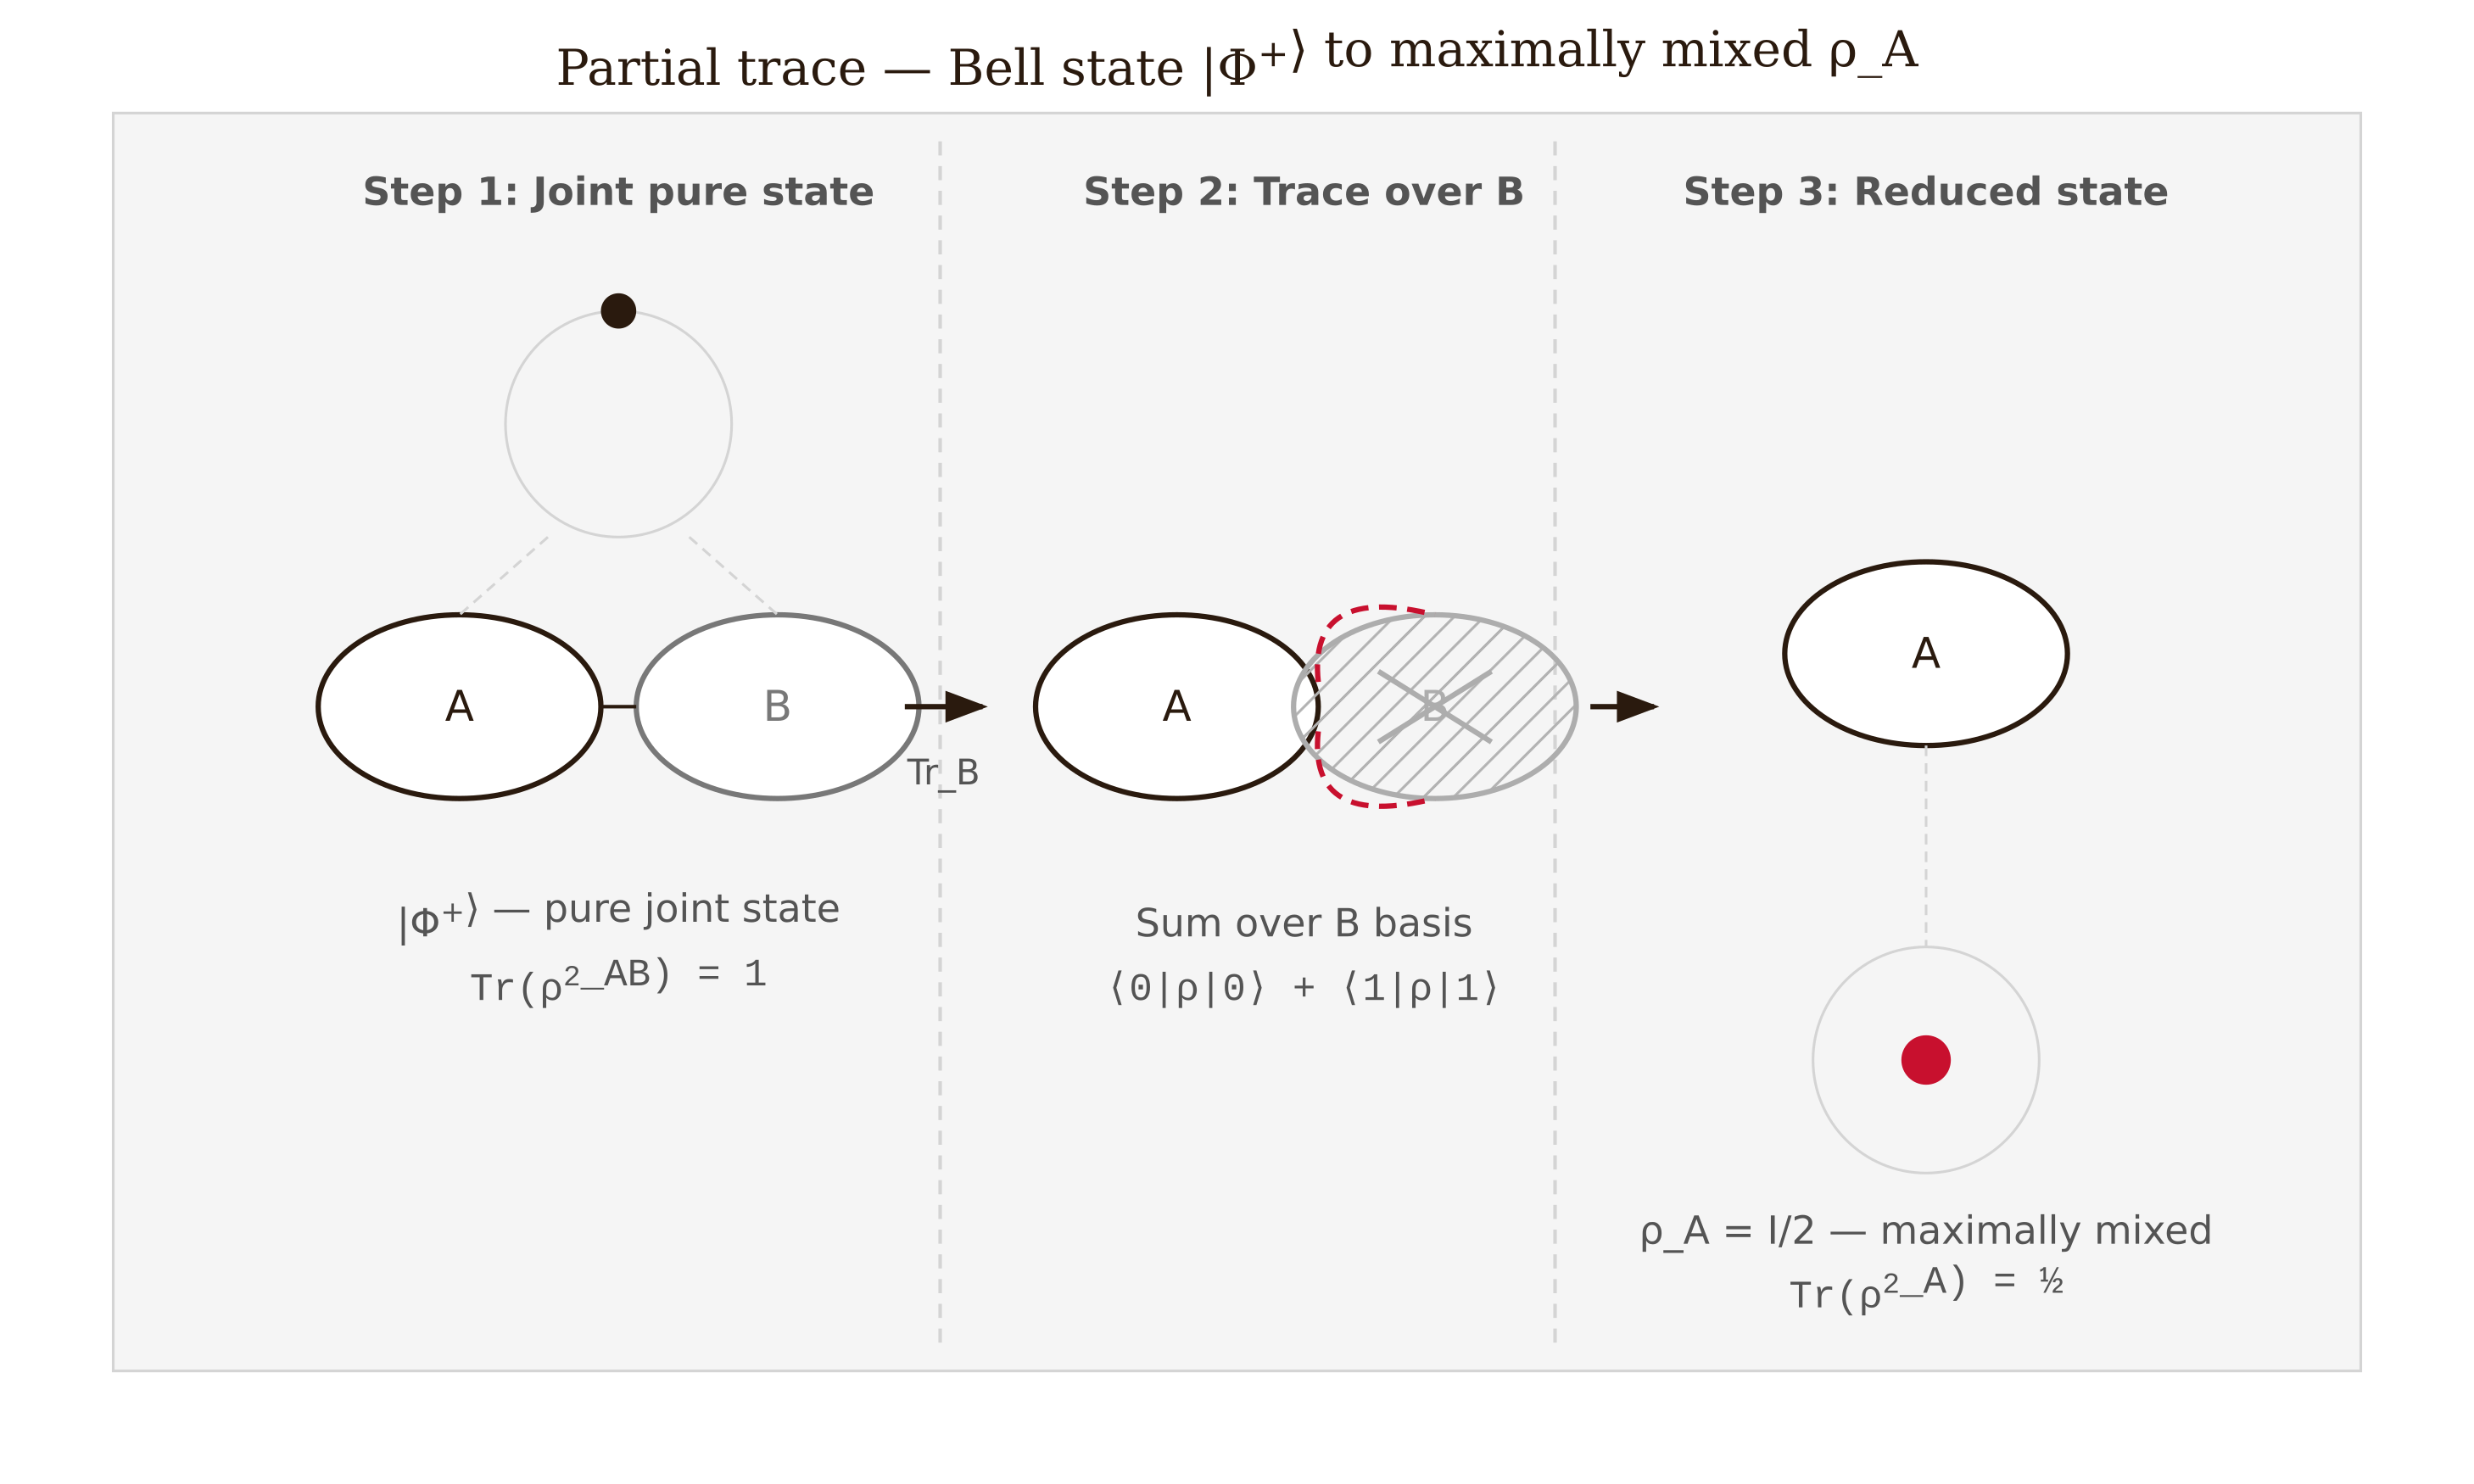 Partial trace — Bell state |Φ⁺⟩ to maximally mixed ρ_A
Step 1: Joint pure state
Step 2: Trace over B
Step 3: Reduced state
A
B
Tr_B
A
B
A
|Φ⁺⟩ — pure joint state
Tr(ρ²_AB) = 1
Sum over B basis
⟨0|ρ|0⟩ + ⟨1|ρ|1⟩
ρ_A = I/2 — maximally mixed
Tr(ρ²_A) = ½